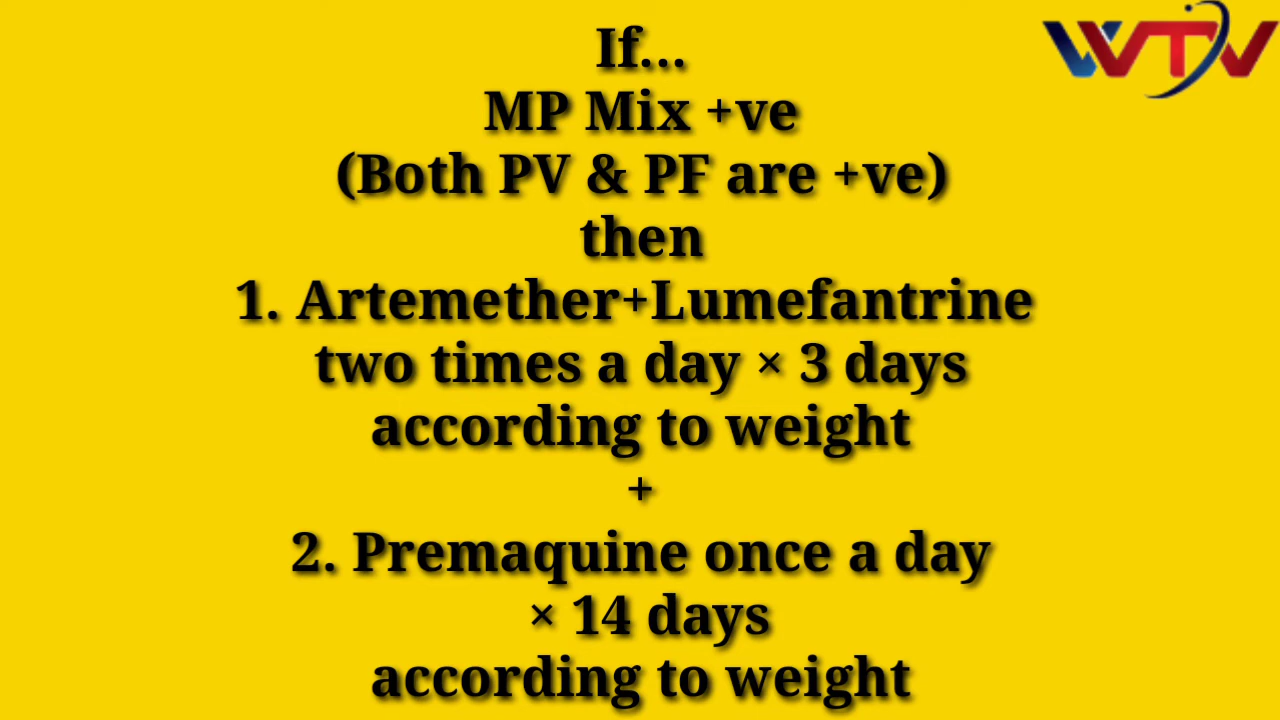 WTV
If...
MP Mix +ve
(Both PV & PF are +ve)
then
1. Artemether+Lumefantrine
two times a day × 3 days
according to weight
+
2. Premaquine once a day
× 14 days
according to weight